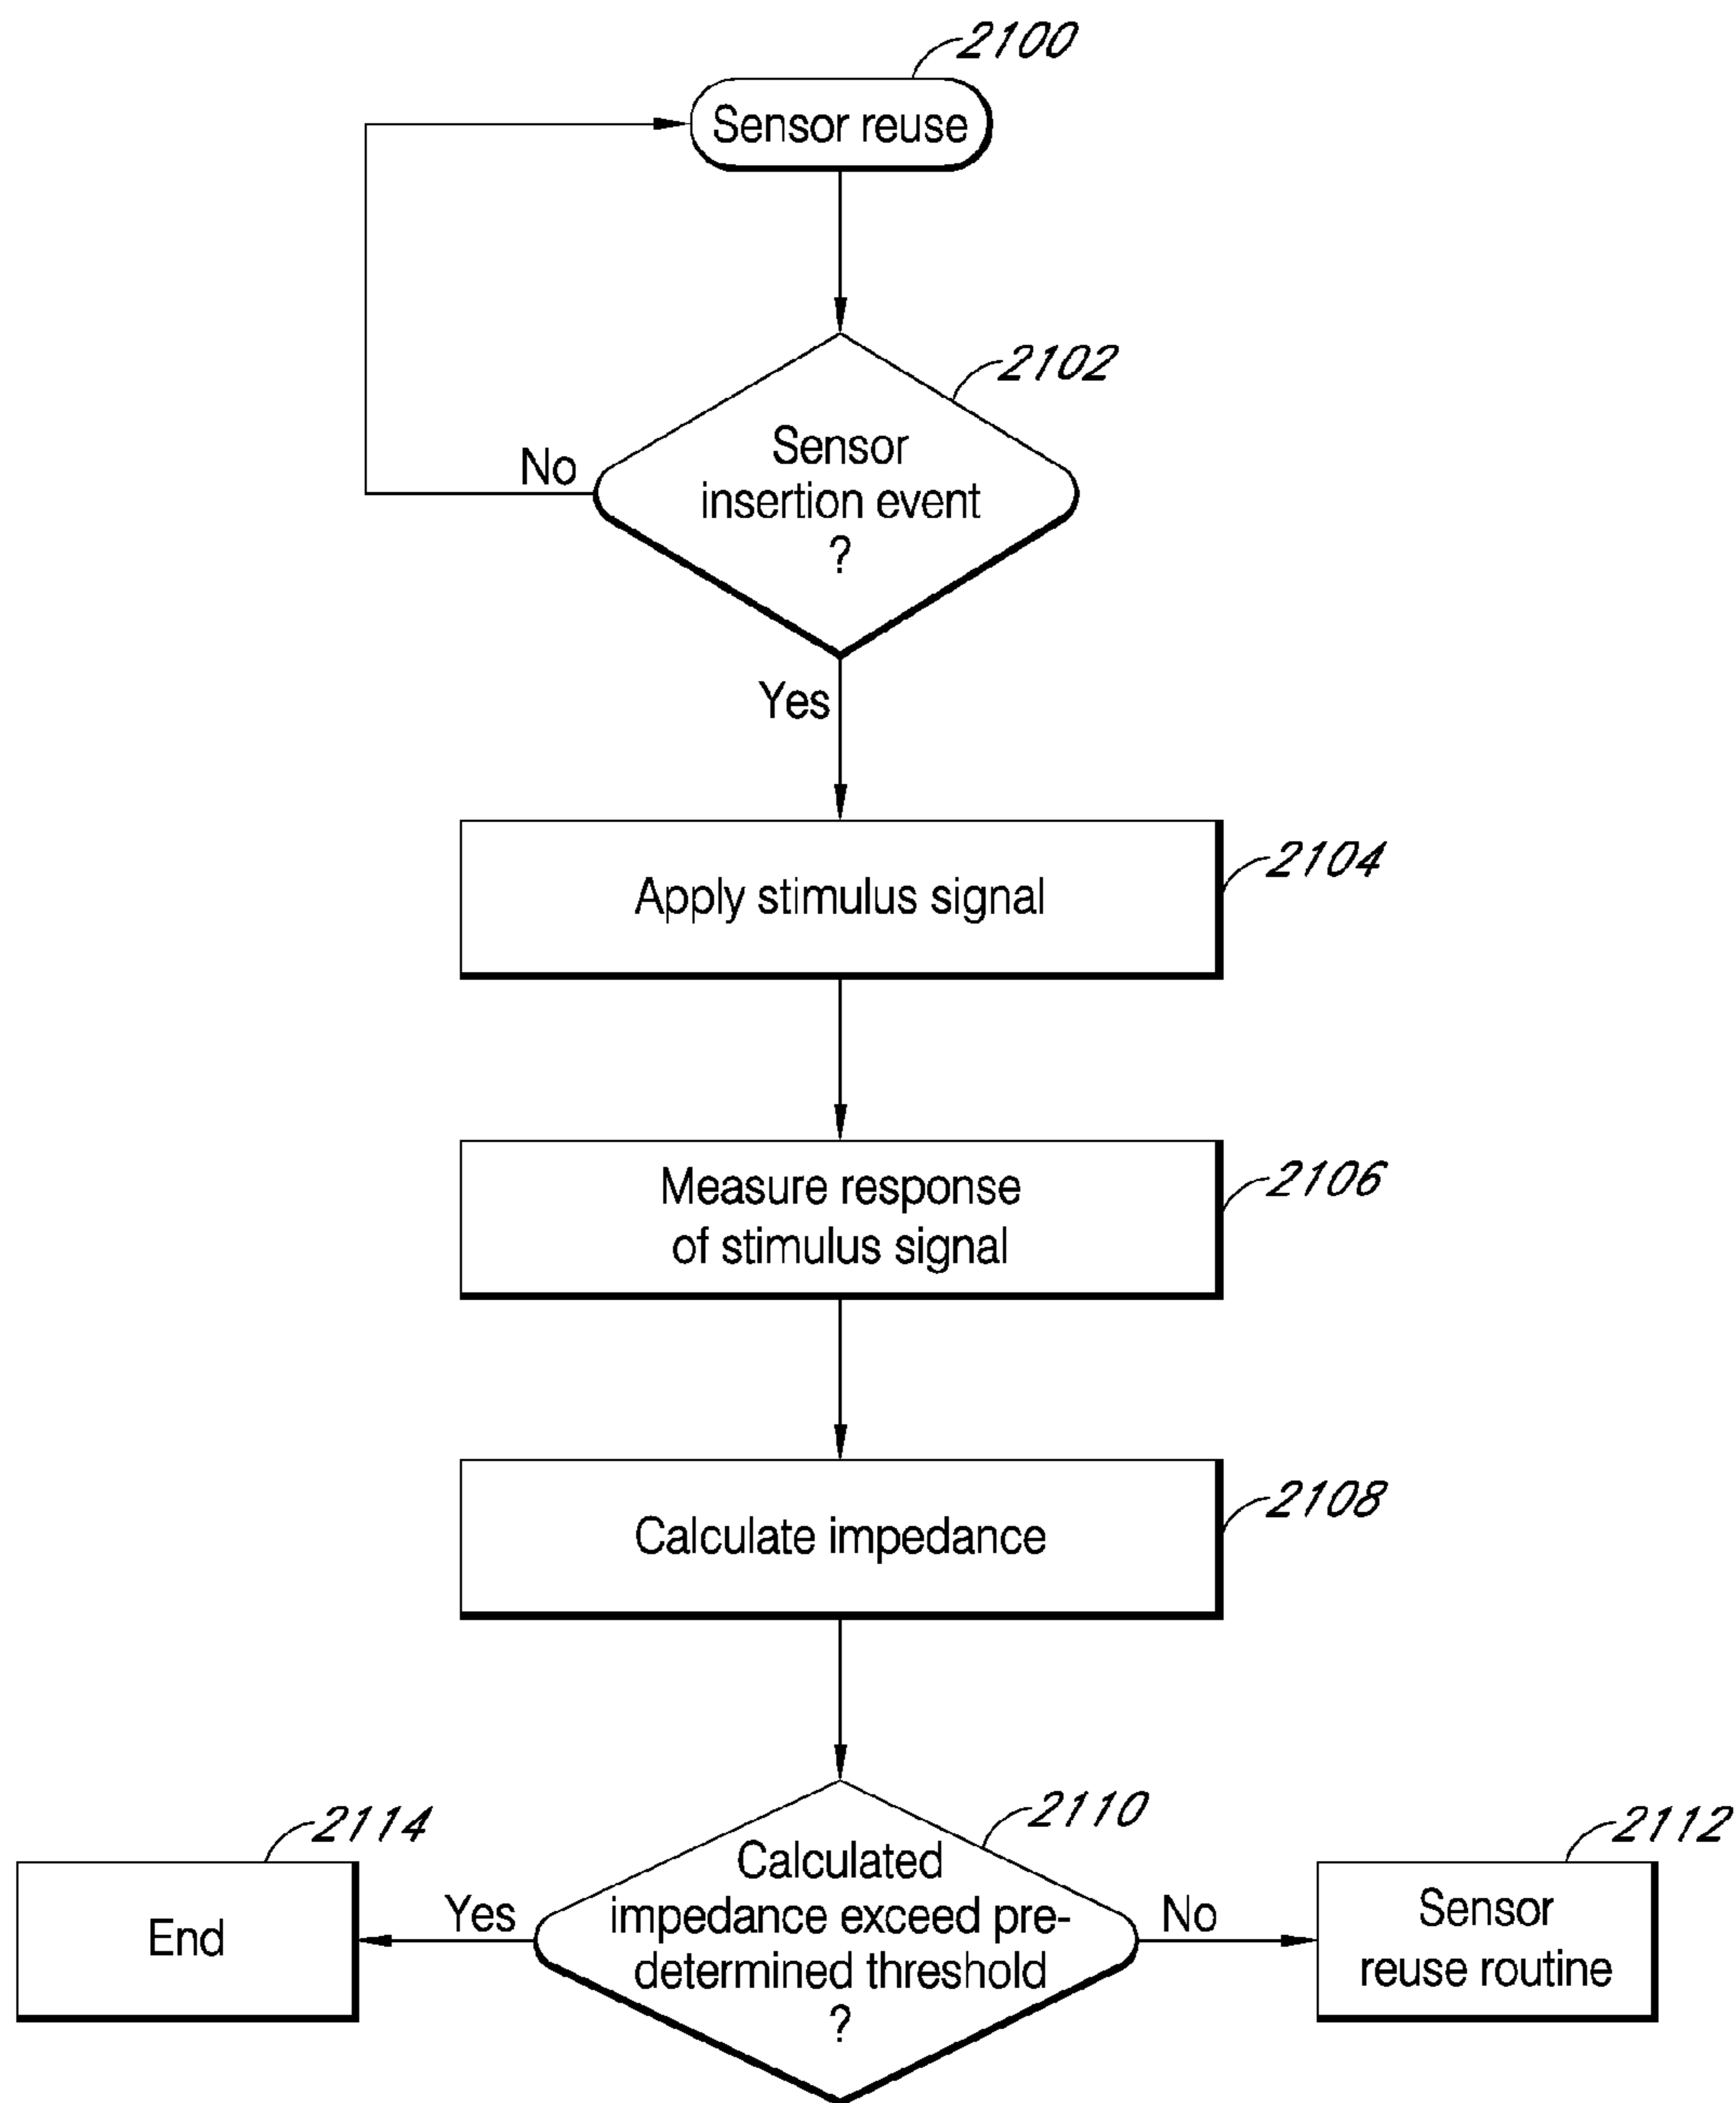 2100
Sensor reuse
2102
Sensor
insertion event
?
No
Yes
2104
Apply stimulus signal
2106
Measure response
of stimulus signal
2108
Calculate impedance
2110
Calculated
impedance exceed pre-
determined threshold
?
Yes
No
2114
End
2112
Sensor
reuse routine